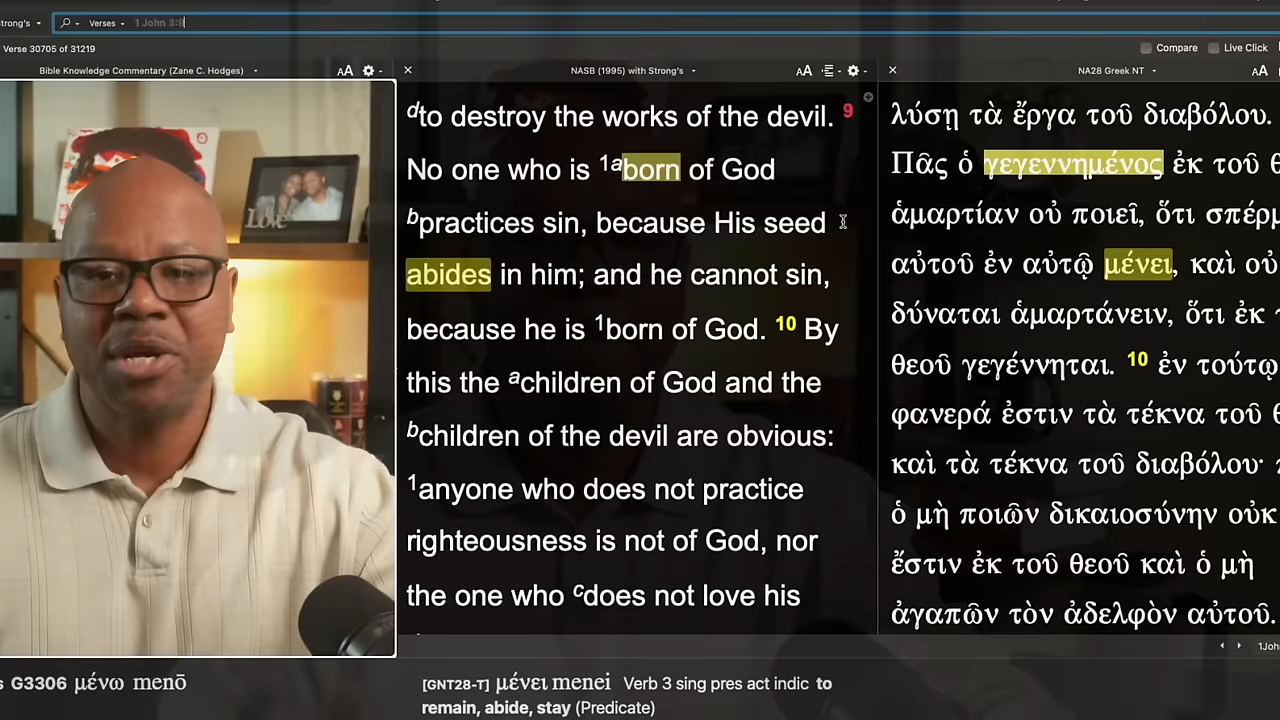 trong's
Verses
1 John 3:9
Verse 30705 of 31219
Compare
Live Click
Bible Knowledge Commentary (Zane C. Hodges)
AA
NASB (1995) with Strong's
AA
NA28 Greek NT
AA
Love
dto destroy the works of the devil. 9
No one who is 1aborn of God
bpractices sin, because His seed
abides in him; and he cannot sin,
because he is 1born of God. 10 By
this the achildren of God and the
bchildren of the devil are obvious:
1anyone who does not practice
righteousness is not of God, nor
the one who cdoes not love his
λύσῃ τὰ ἔργα τοῦ διαβόλου.
Πᾶς ὁ γεγεννημένος ἐκ τοῦ θ
ἁμαρτίαν οὐ ποιεῖ, ὅτι σπέρμ
αὐτοῦ ἐν αὐτῷ μένει, καὶ οὐ
δύναται ἁμαρτάνειν, ὅτι ἐκ τ
θεοῦ γεγέννηται. 10 ἐν τούτῳ
φανερά ἐστιν τὰ τέκνα τοῦ θ
καὶ τὰ τέκνα τοῦ διαβόλου·
ὁ μὴ ποιῶν δικαιοσύνην οὐκ
ἔστιν ἐκ τοῦ θεοῦ καὶ ὁ μὴ
ἀγαπῶν τὸν ἀδελφὸν αὐτοῦ.
1Joh
s G3306 μένω menō
[GNT28-T] μένει menei Verb 3 sing pres act indic to
remain, abide, stay (Predicate)